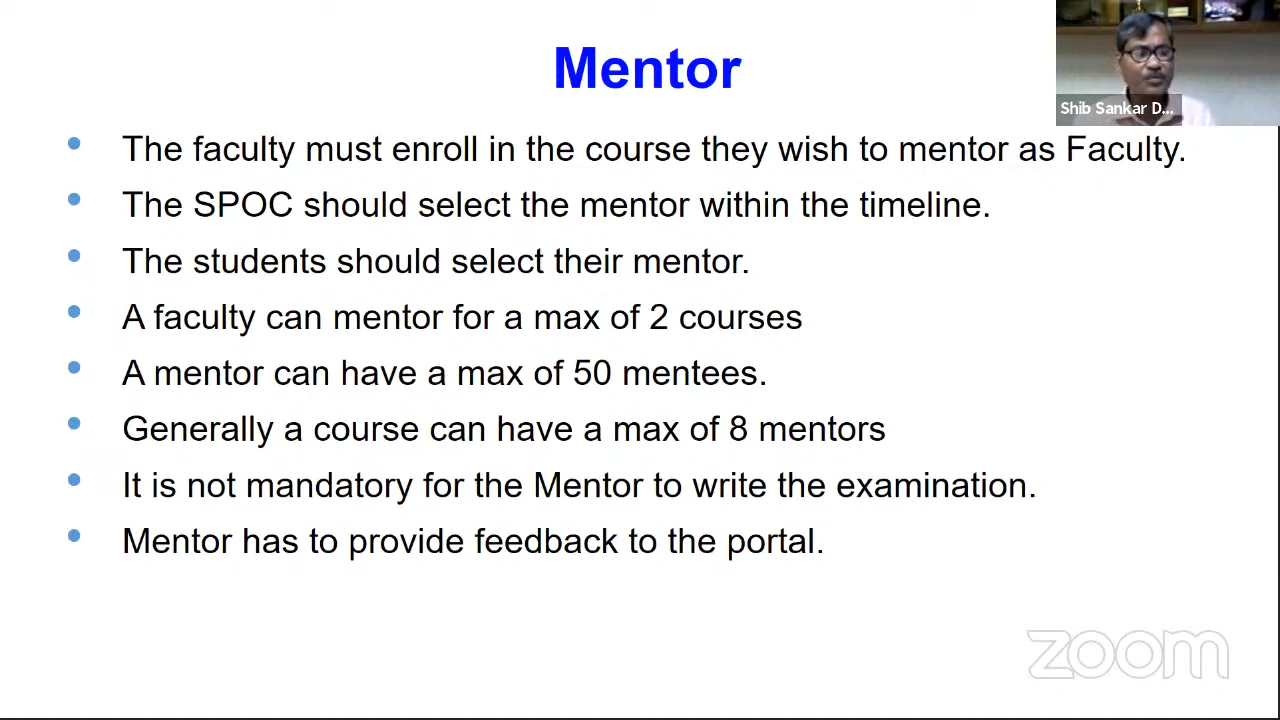 Mentor
Shib Sankar D...
• The faculty must enroll in the course they wish to mentor as Faculty.
• The SPOC should select the mentor within the timeline.
• The students should select their mentor.
• A faculty can mentor for a max of 2 courses
• A mentor can have a max of 50 mentees.
• Generally a course can have a max of 8 mentors
• It is not mandatory for the Mentor to write the examination.
• Mentor has to provide feedback to the portal.
zoom